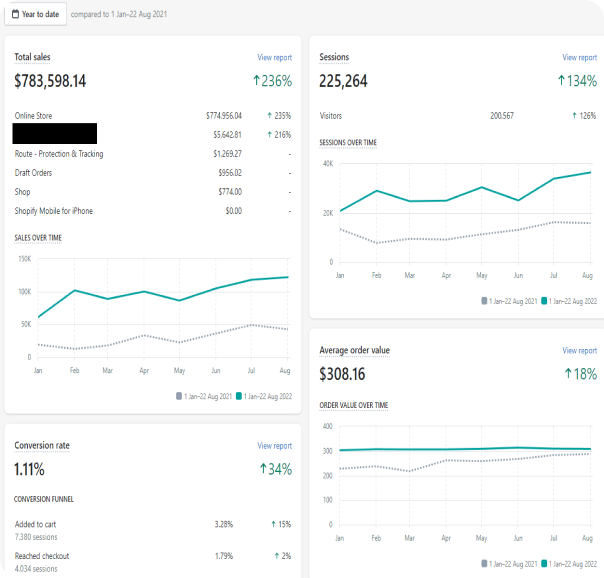 Year to date compared to 1 Jan–22 Aug 2021
Total sales View report
$783,598.14 ↑236%
Online Store $774,956.04 ↑ 235%
$5,642.81 ↑ 216%
Route - Protection & Tracking $1,269.27 -
Draft Orders $956.02 -
Shop $774.00 -
Shopify Mobile for iPhone $0.00 -
SALES OVER TIME
150K
100K
50K
0
Jan Feb Mar Apr May Jun Jul Aug
1 Jan–22 Aug 2021 1 Jan–22 Aug 2022
Conversion rate View report
1.11% ↑34%
CONVERSION FUNNEL
Added to cart 3.28% ↑ 15%
7,380 sessions
Reached checkout 1.79% ↑ 2%
4,034 sessions
Sessions View report
225,264 ↑134%
Visitors 200,567 ↑ 126%
SESSIONS OVER TIME
40K
20K
0
Jan Feb Mar Apr May Jun Jul Aug
1 Jan–22 Aug 2021 1 Jan–22 Aug 2022
Average order value View report
$308.16 ↑18%
ORDER VALUE OVER TIME
400
300
200
100
0
Jan Feb Mar Apr May Jun Jul Aug
1 Jan–22 Aug 2021 1 Jan–22 Aug 2022